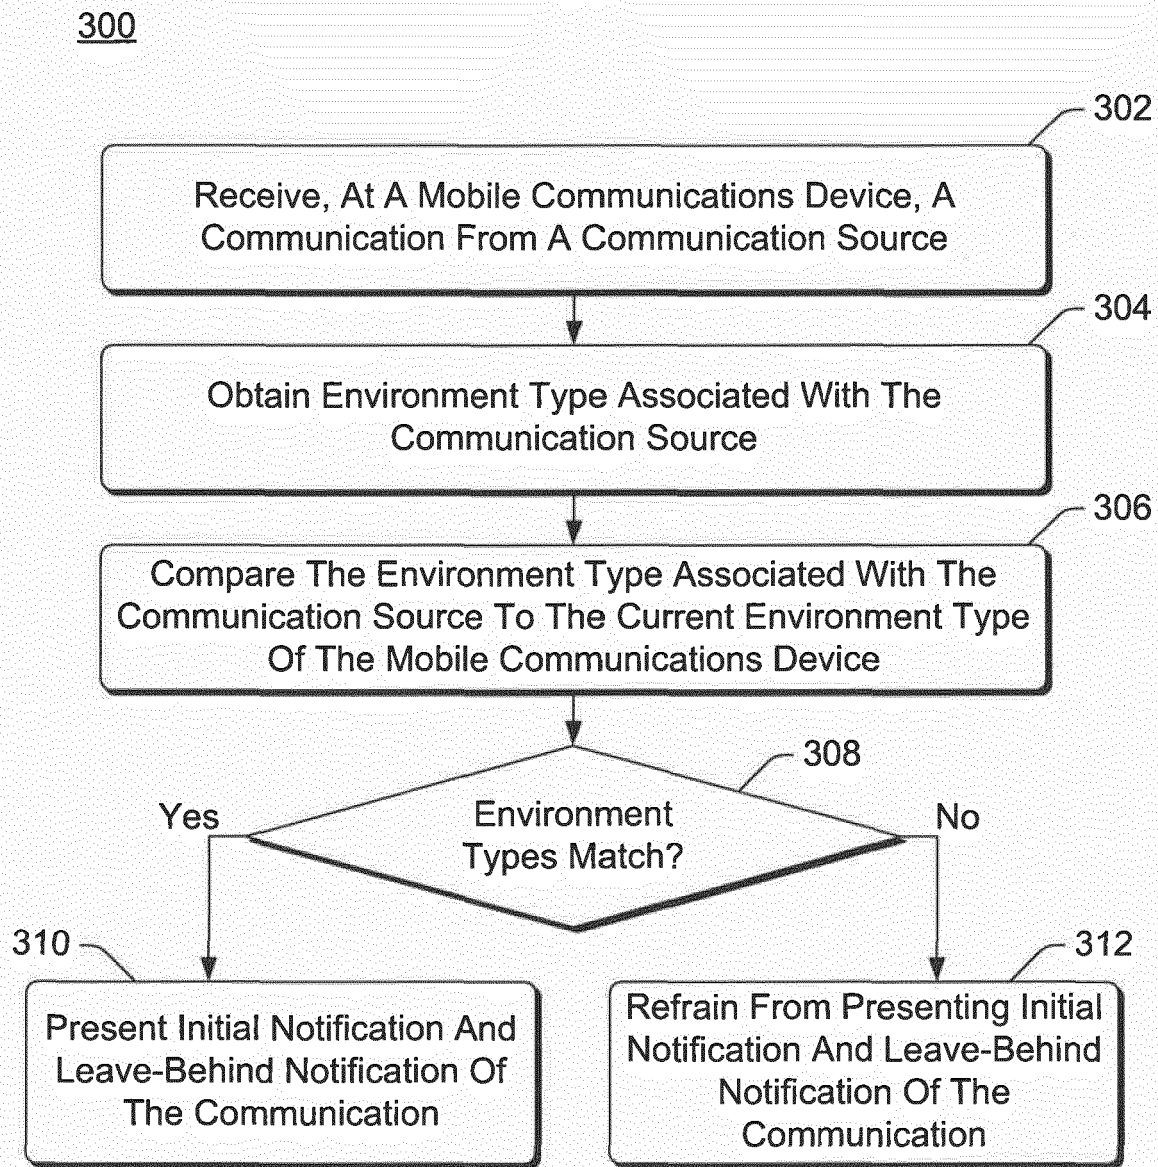 300
302
Receive, At A Mobile Communications Device, A
Communication From A Communication Source
304
Obtain Environment Type Associated With The
Communication Source
306
Compare The Environment Type Associated With The
Communication Source To The Current Environment Type
Of The Mobile Communications Device
308
Environment
Types Match?
Yes
No
310
Present Initial Notification And
Leave-Behind Notification Of
The Communication
312
Refrain From Presenting Initial
Notification And Leave-Behind
Notification Of The
Communication